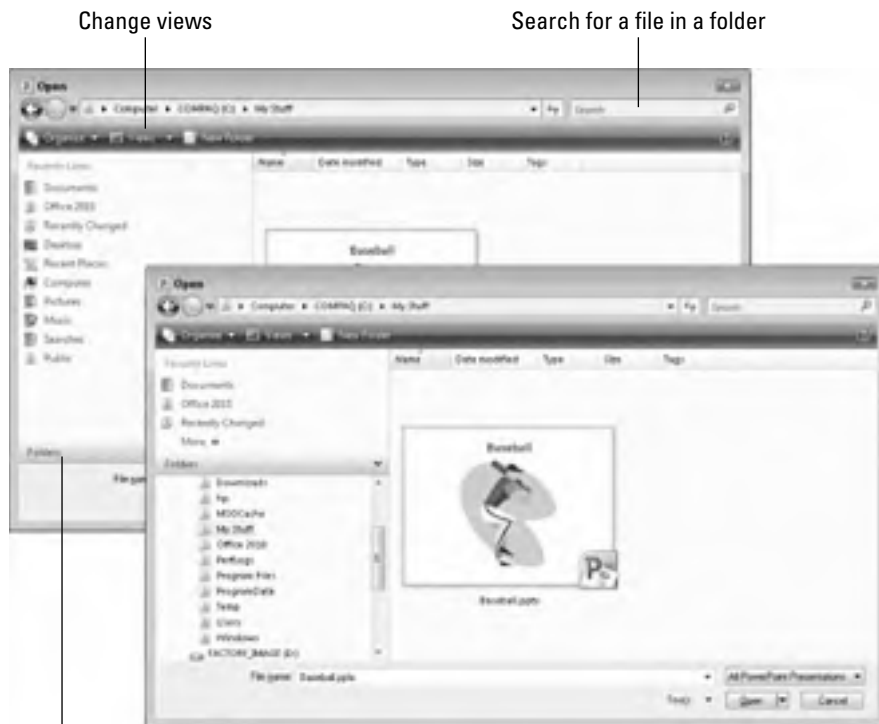 Change views
Search for a file in a folder
Open
Computer ▸ COMPAQ (C:) ▸ My Stuff
Search
Organize Views New Folder
Name Date modified Type Size Tags
Favorite Links
Documents
Office 2010
Recently Changed
Desktop
Recent Places
Computer
Pictures
Music
Searches
Public
Folders
Baseball
Open
Computer ▸ COMPAQ (C:) ▸ My Stuff
Search
Organize Views New Folder
Name Date modified Type Size Tags
Favorite Links
Documents
Office 2010
Recently Changed
More
Folders
Downloads
hp
MSOCache
My Stuff
Office 2010
PerfLogs
Program Files
ProgramData
Temp
Users
Windows
FACTORY_IMAGE (D:)
Baseball
Baseball.pptx
File name: Baseball.pptx
All PowerPoint Presentations
Tools Open Cancel